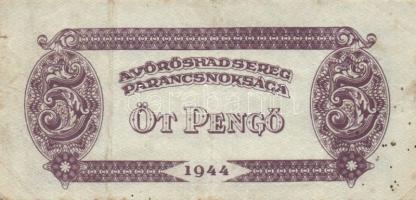 A VÖRÖSHADSEREG
PARANCSNOKSÁGA
5 ÖT PENGŐ 5
1944